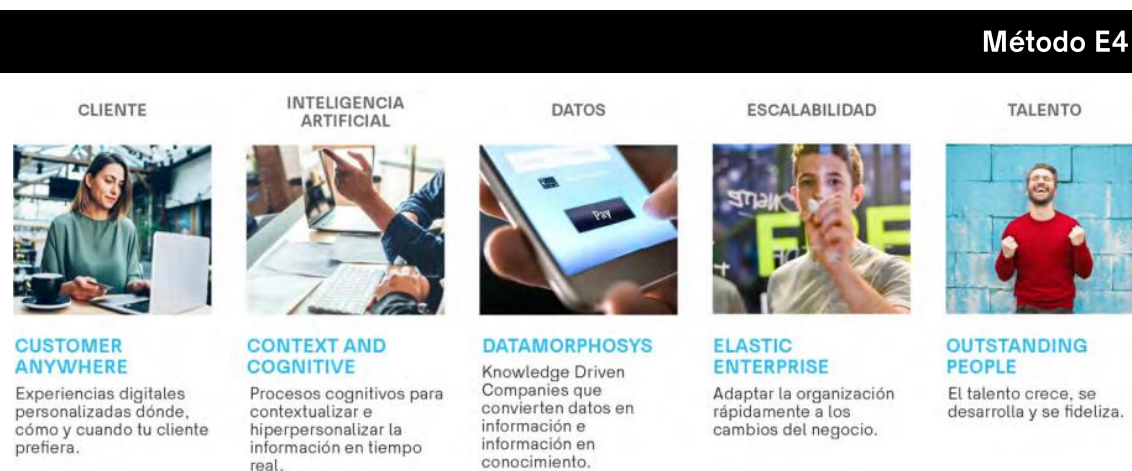 Método E4
CLIENTE
INTELIGENCIA
ARTIFICIAL
DATOS
ESCALABILIDAD
TALENTO
Pay
CUSTOMER
ANYWHERE
Experiencias digitales
personalizadas dónde,
cómo y cuando tu cliente
prefiera.
CONTEXT AND
COGNITIVE
Procesos cognitivos para
contextualizar e
hiperpersonalizar la
información en tiempo
real.
DATAMORPHOSYS
Knowledge Driven
Companies que
convierten datos en
información e
información en
conocimiento.
ELASTIC
ENTERPRISE
Adaptar la organización
rápidamente a los
cambios del negocio.
OUTSTANDING
PEOPLE
El talento crece, se
desarrolla y se fideliza.